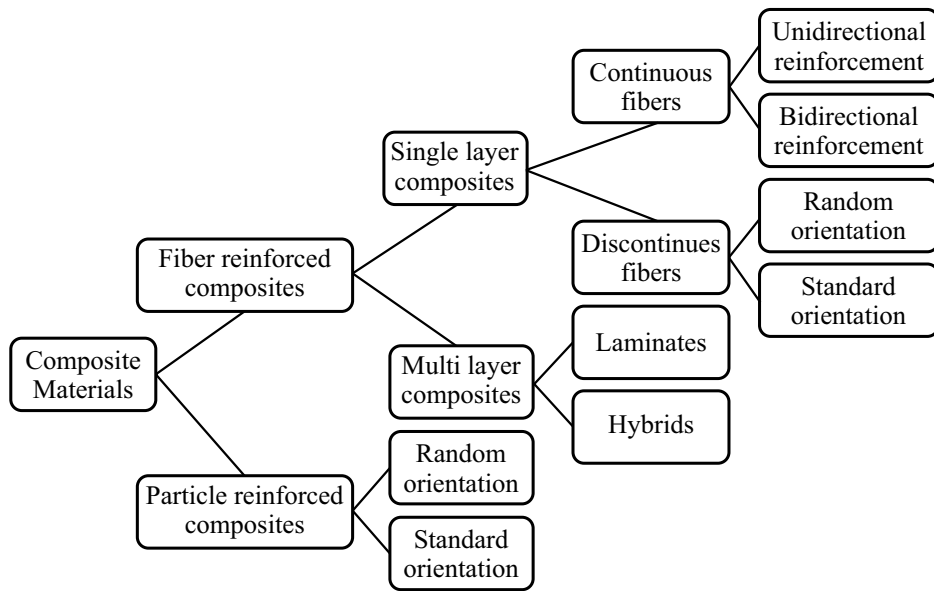 Composite
Materials
Fiber reinforced
composites
Single layer
composites
Continuous
fibers
Unidirectional
reinforcement
Bidirectional
reinforcement
Discontinues
fibers
Random
orientation
Standard
orientation
Multi layer
composites
Laminates
Hybrids
Particle reinforced
composites
Random
orientation
Standard
orientation